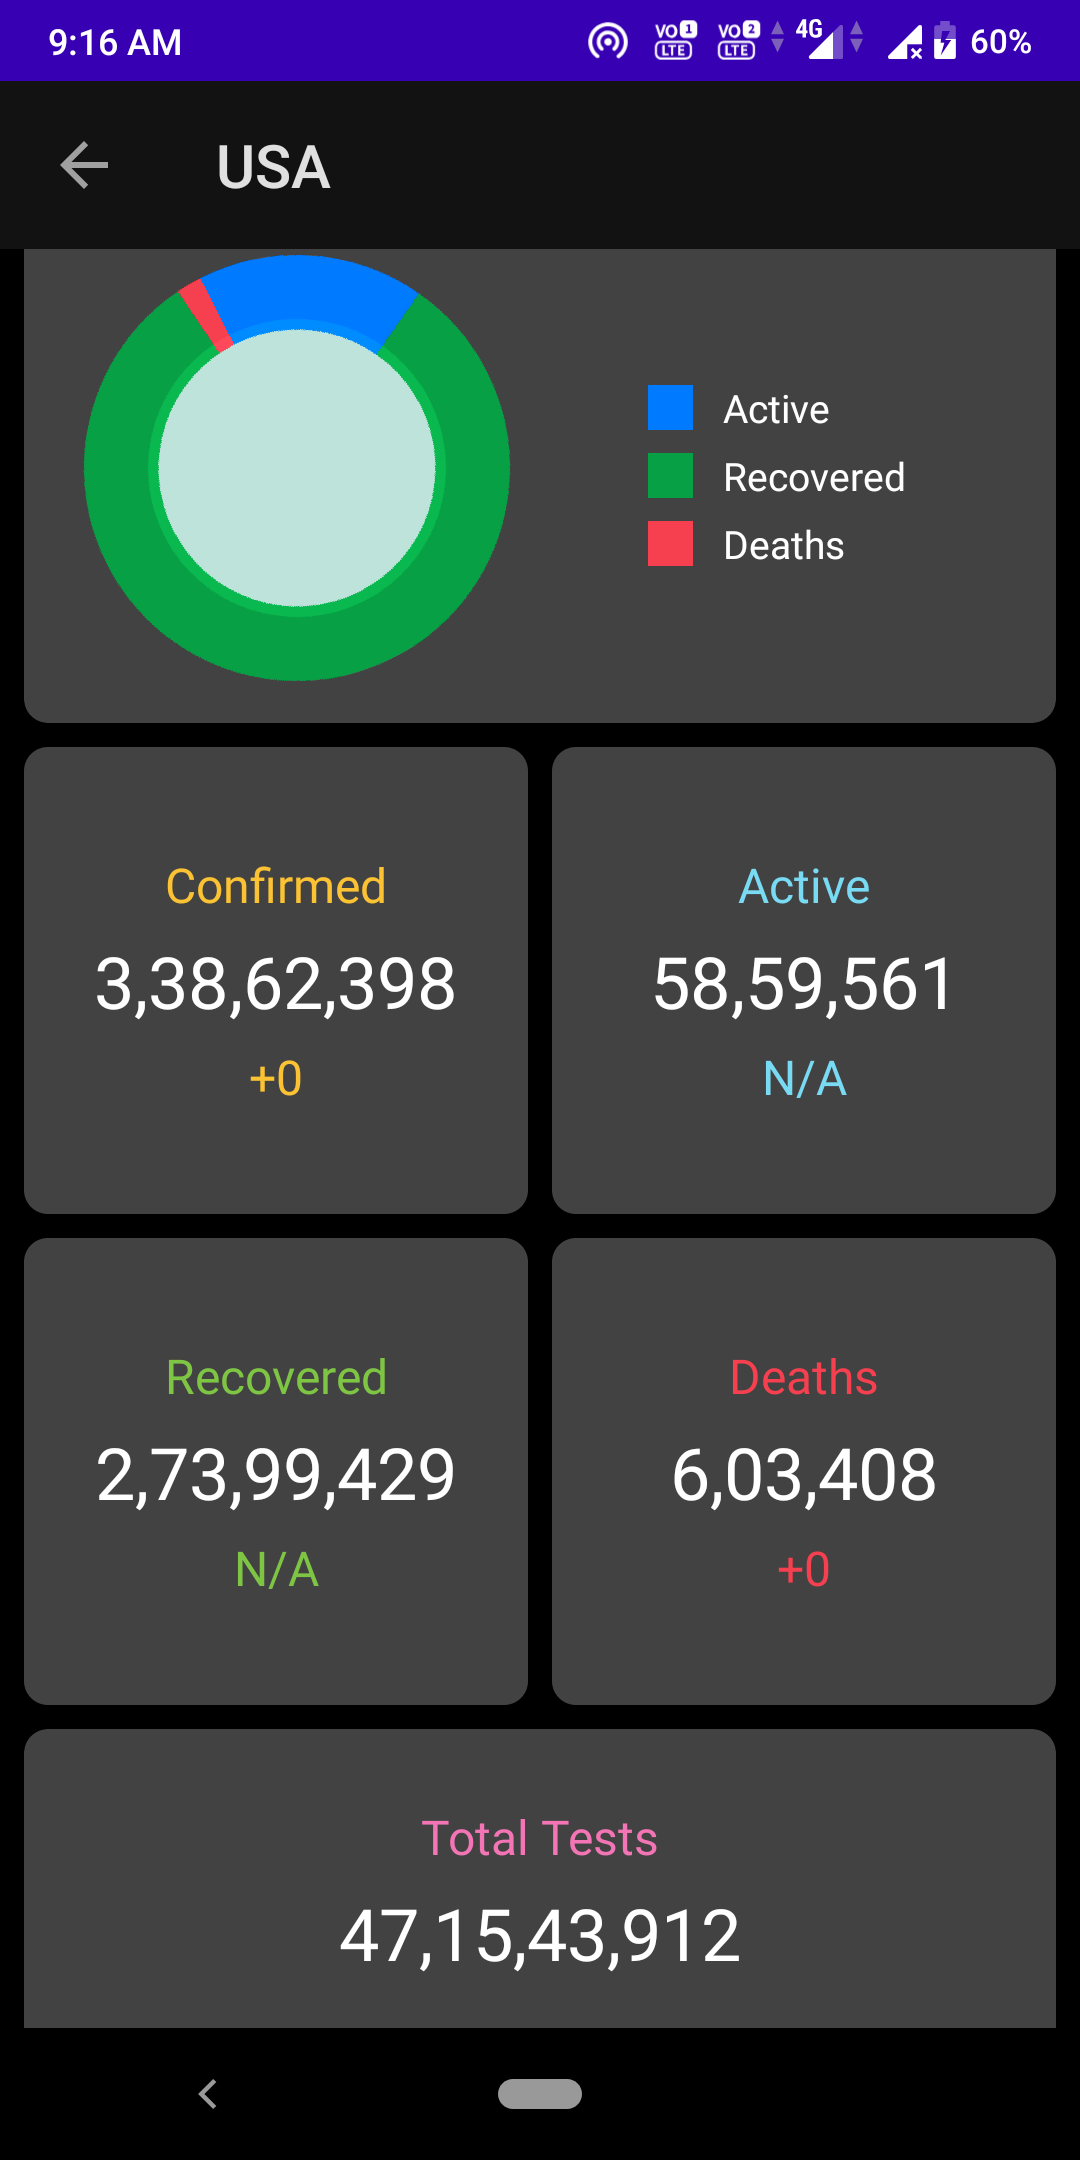 9:16 AM VO 1 LTE VO 2 LTE 4G 60%
USA
Active
Recovered
Deaths
Confirmed
3,38,62,398
+0
Active
58,59,561
N/A
Recovered
2,73,99,429
N/A
Deaths
6,03,408
+0
Total Tests
47,15,43,912